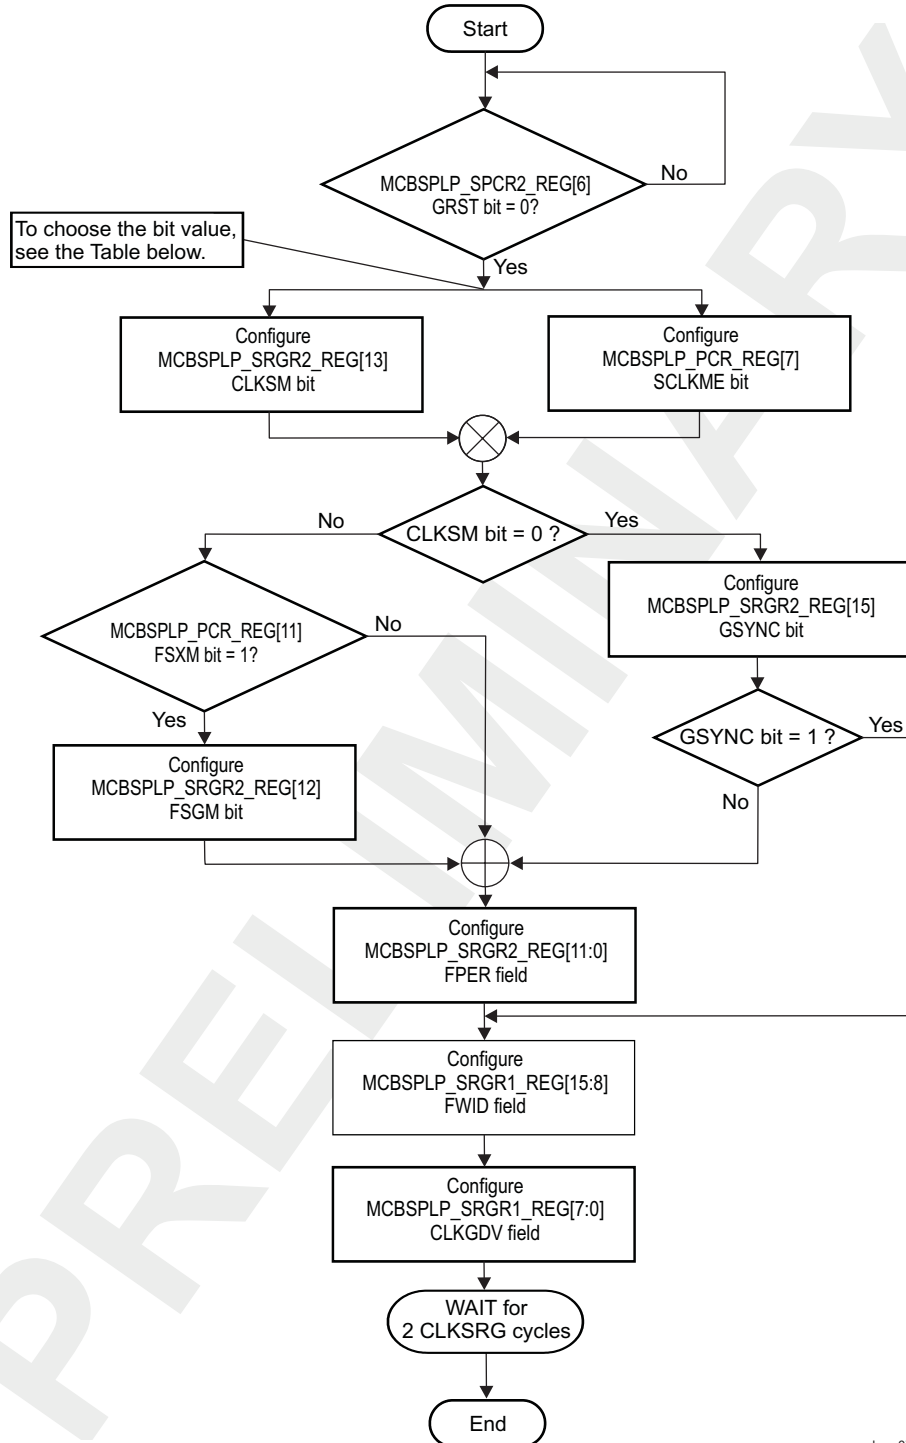 Start
MCBSPLP_SPCR2_REG[6]
GRST bit = 0?
No
To choose the bit value,
see the Table below.
Yes
Configure
MCBSPLP_SRGR2_REG[13]
CLKSM bit
Configure
MCBSPLP_PCR_REG[7]
SCLKME bit
CLKSM bit = 0 ?
No
Yes
MCBSPLP_PCR_REG[11]
FSXM bit = 1?
No
Yes
Configure
MCBSPLP_SRGR2_REG[15]
GSYNC bit
GSYNC bit = 1 ?
Yes
No
Configure
MCBSPLP_SRGR2_REG[12]
FSGM bit
Configure
MCBSPLP_SRGR2_REG[11:0]
FPER field
Configure
MCBSPLP_SRGR1_REG[15:8]
FWID field
Configure
MCBSPLP_SRGR1_REG[7:0]
CLKGDV field
WAIT for
2 CLKSRG cycles
End
PRELIMINARY